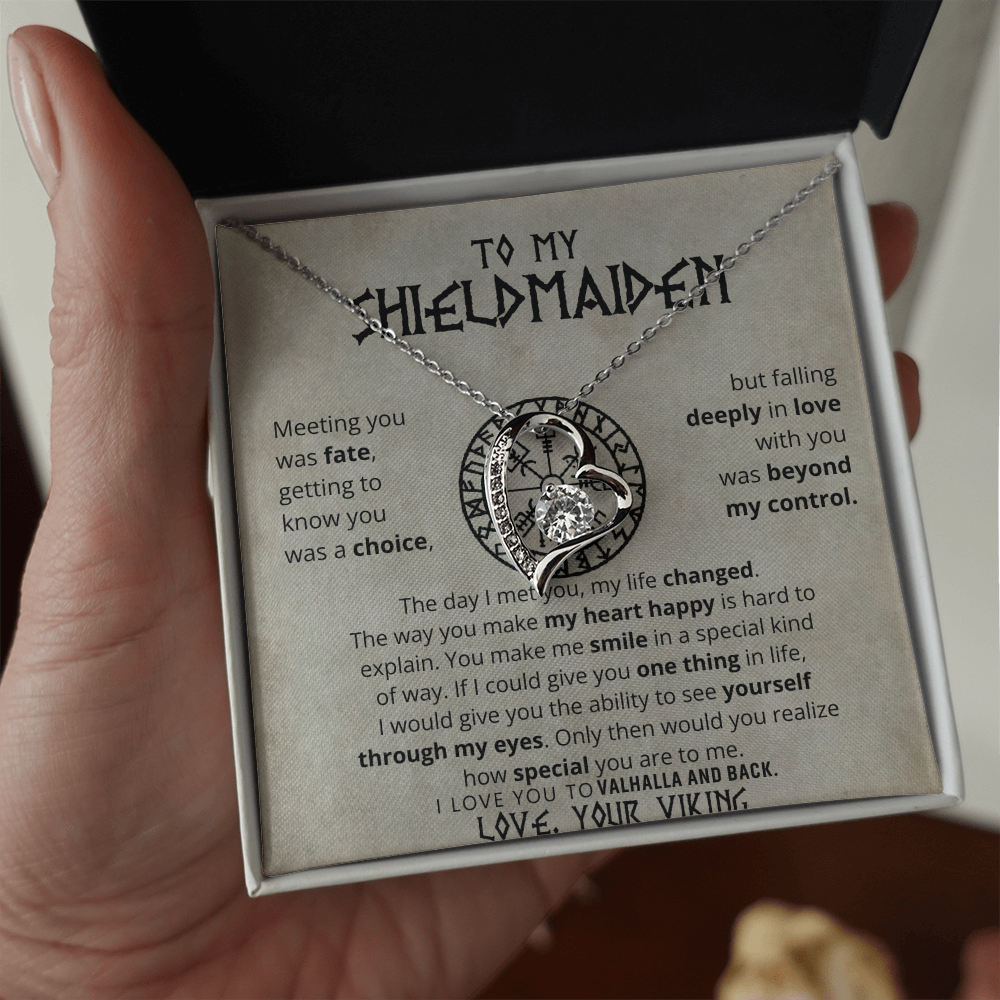 TO MY
SHIELDMAIDEN
Meeting you
was fate,
getting to
know you
was a choice,
but falling
deeply in love
with you
was beyond
my control.
The day I met you, my life changed.
The way you make my heart happy is hard to
explain. You make me smile in a special kind
of way. If I could give you one thing in life,
I would give you the ability to see yourself
through my eyes. Only then would you realize
how special you are to me.
I LOVE YOU TO VALHALLA AND BACK.
LOVE, YOUR VIKING